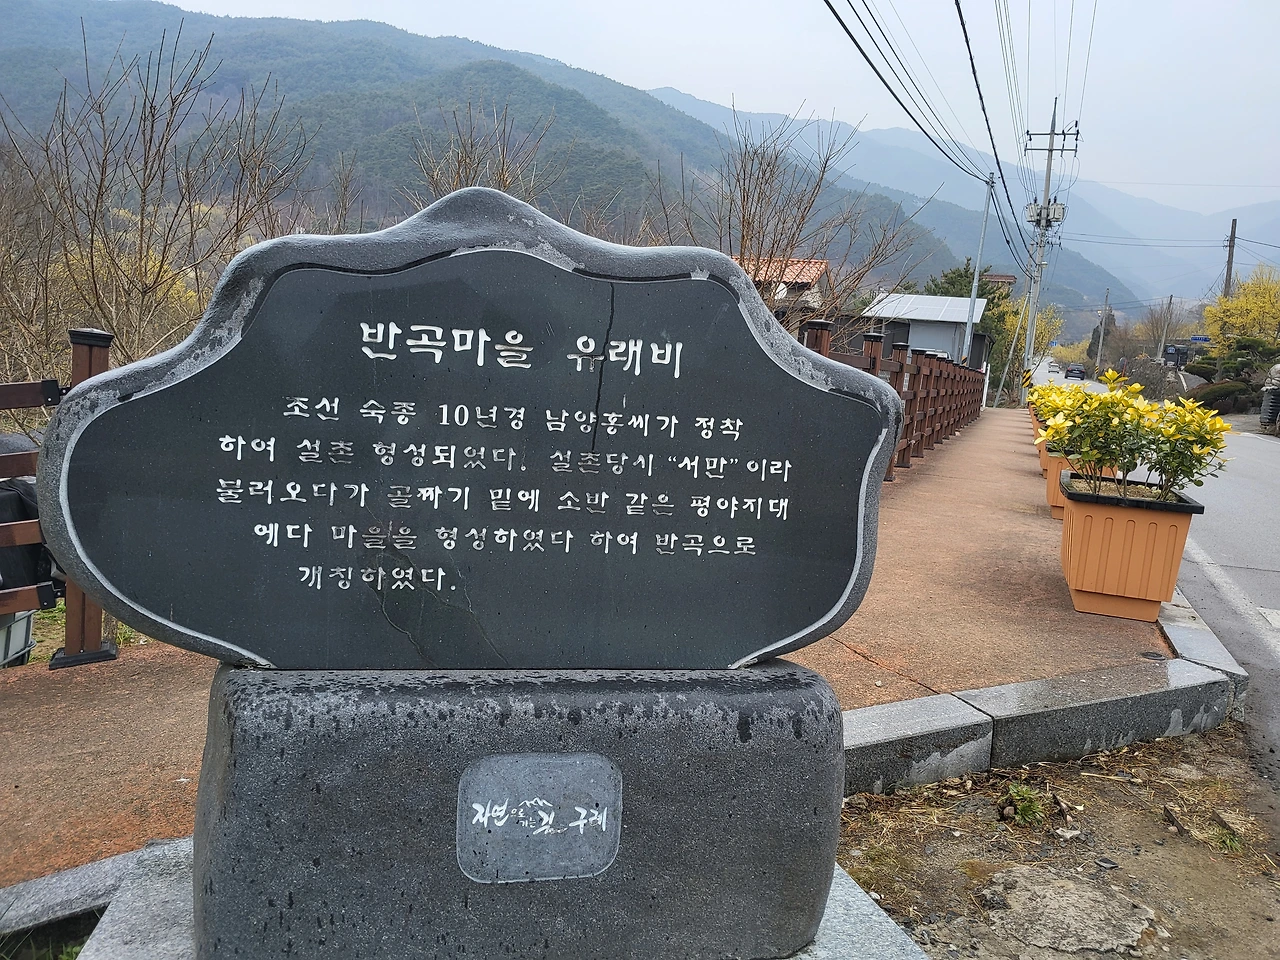 반곡마을 유래비
조선 숙종 10년경 남양홍씨가 정착
하여 설촌 형성되었다. 설촌당시 “서만” 이라
불러오다가 골짜기 밑에 소반 같은 평야지대
에다 마을을 형성하였다 하여 반곡으로
개칭하였다.
자연으로 가는 길 구례